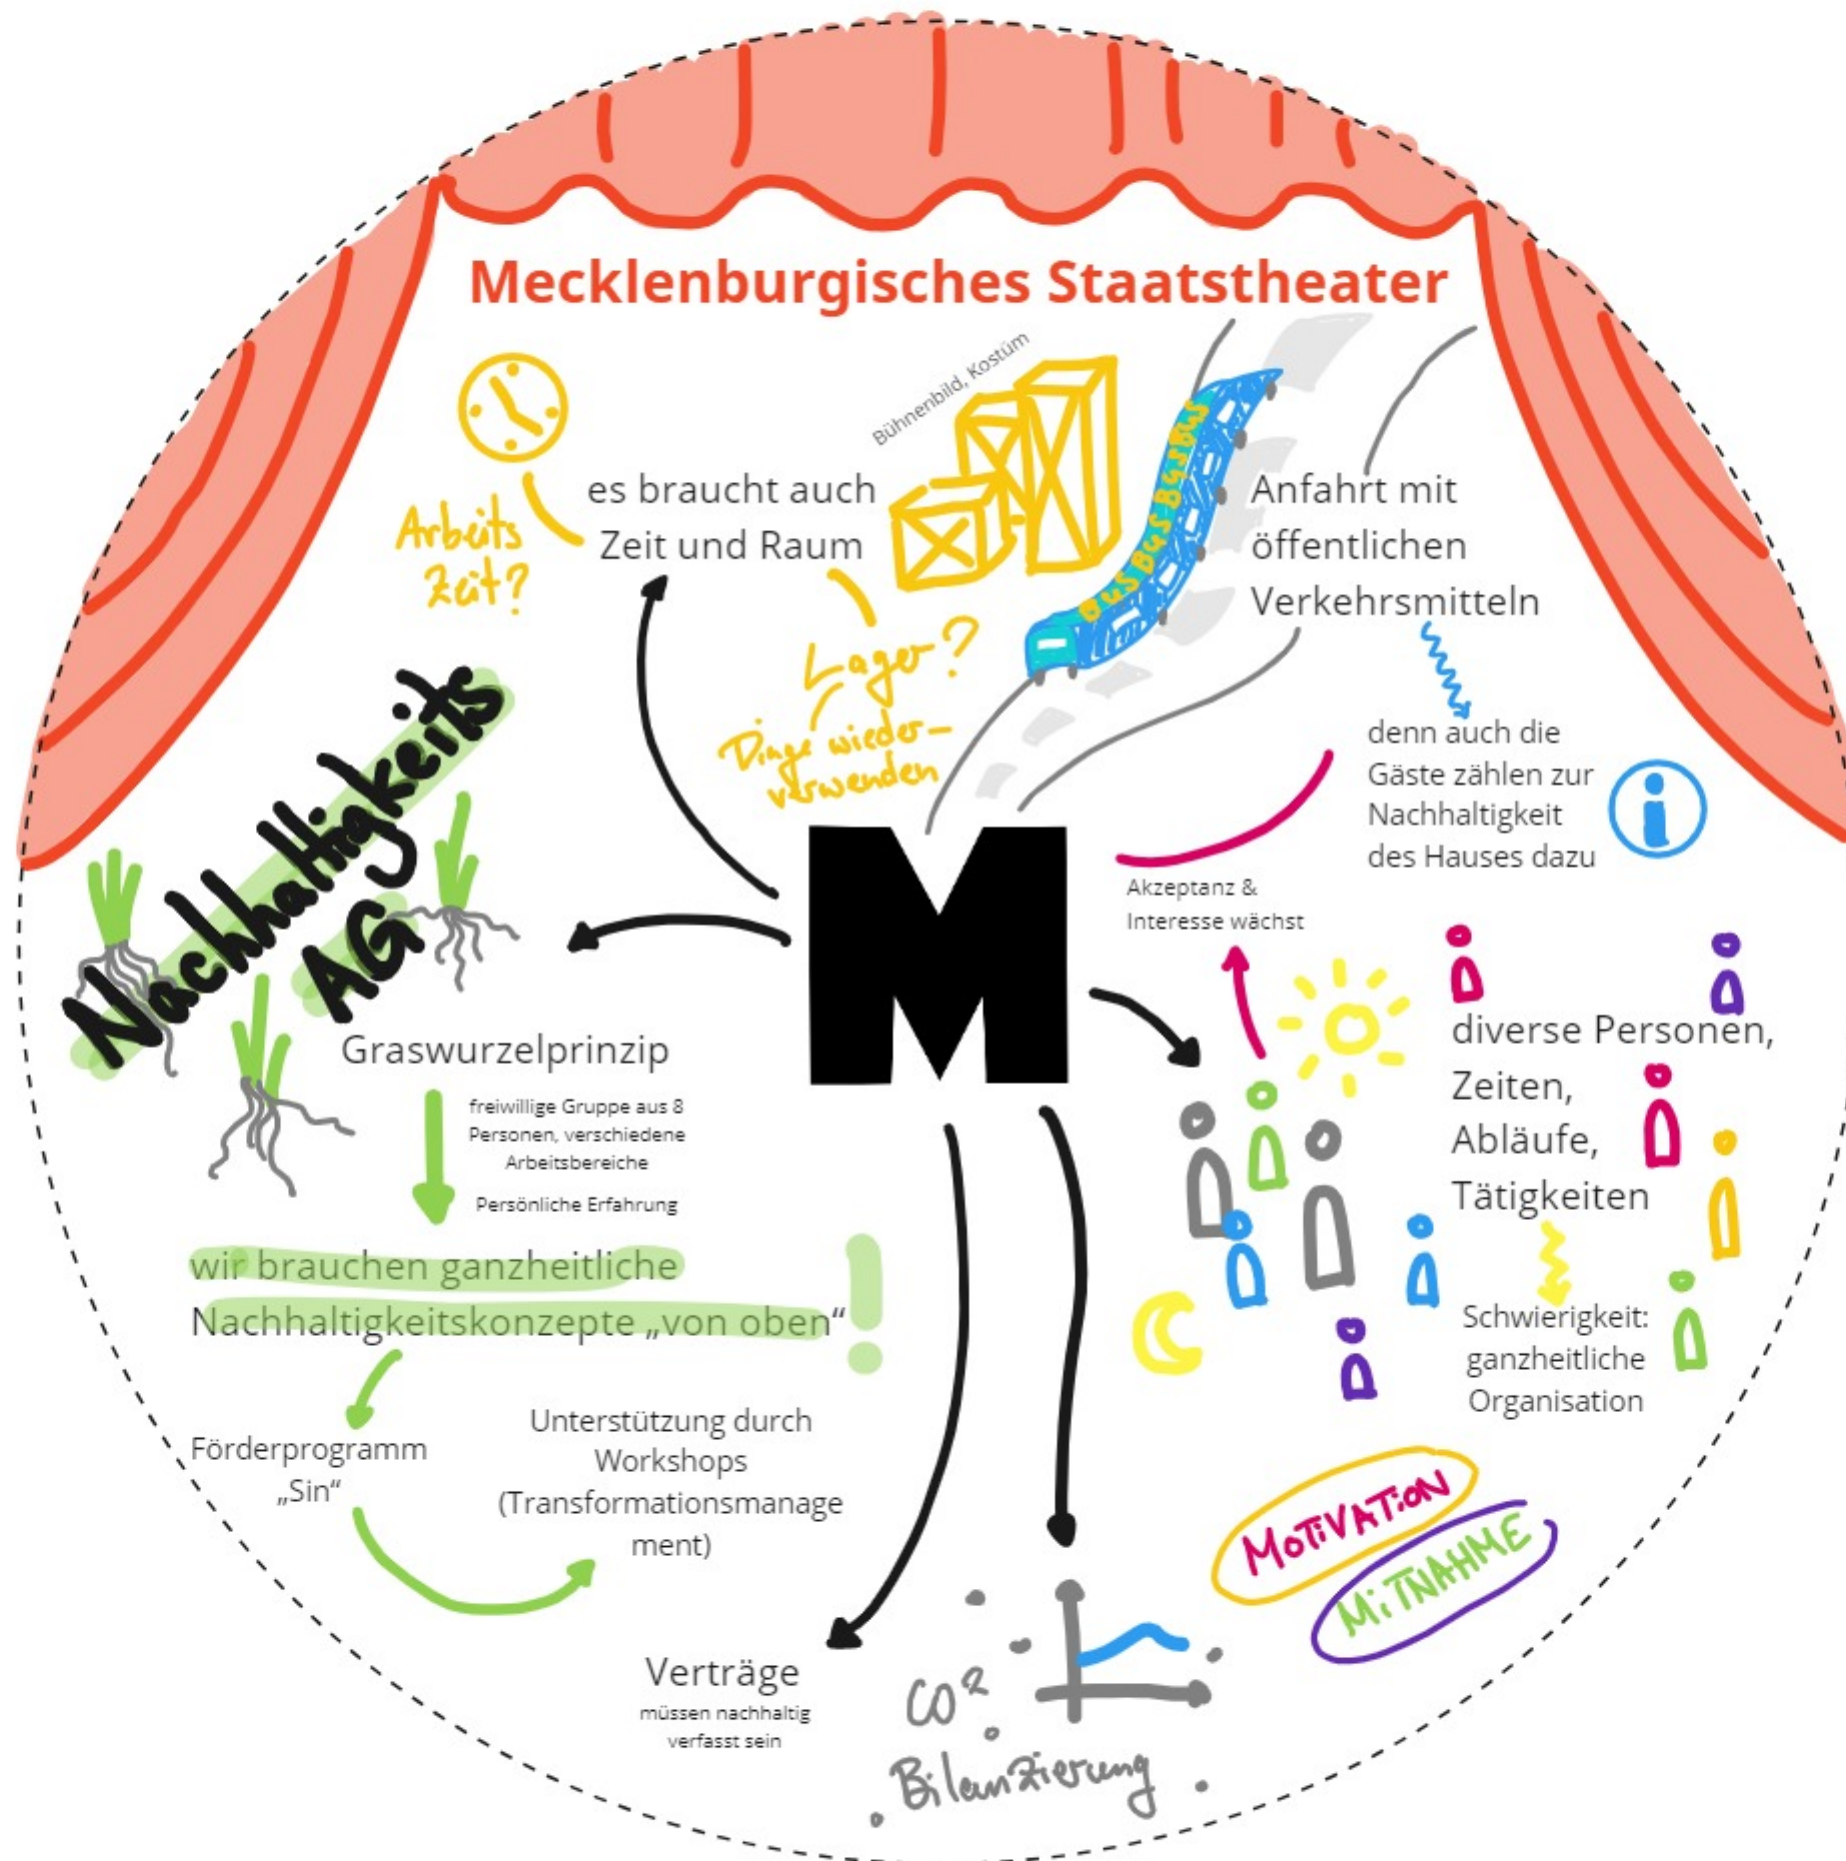 Mecklenburgisches Staatstheater
Bühnenbild, Kostüm
es braucht auch
Zeit und Raum
Arbeits
Zeit?
Lager?
Dinge wieder-
verwenden
BUS BUS BUS BUS
Anfahrt mit
öffentlichen
Verkehrsmitteln
denn auch die
Gäste zählen zur
Nachhaltigkeit
des Hauses dazu
i
Nachhaltigkeits
AG
M
Akzeptanz &
Interesse wächst
Graswurzelprinzip
freiwillige Gruppe aus 8
Personen, verschiedene
Arbeitsbereiche
Persönliche Erfahrung
wir brauchen ganzheitliche
Nachhaltigkeitskonzepte „von oben“!
Förderprogramm
„Sin“
Unterstützung durch
Workshops
(Transformationsmanage
ment)
diverse Personen,
Zeiten,
Abläufe,
Tätigkeiten
Schwierigkeit:
ganzheitliche
Organisation
MOTIVATION
MITNAHME
Verträge
müssen nachhaltig
verfasst sein
CO²
Bilanzierung